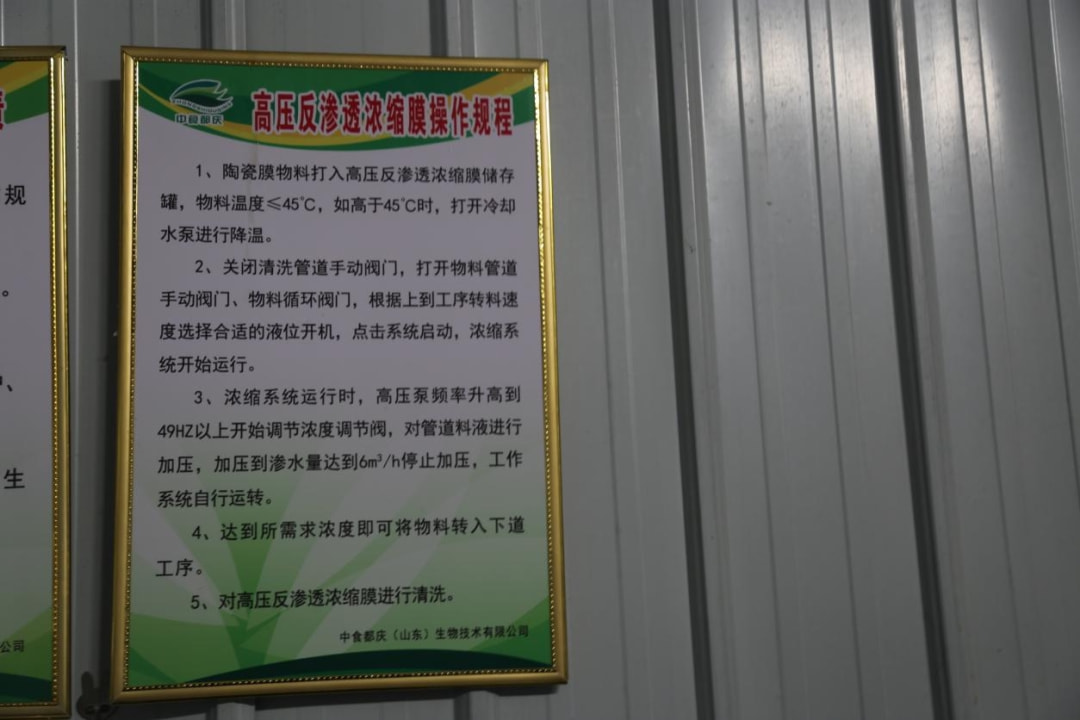 中食都庆
高压反渗透浓缩膜操作规程
1、陶瓷膜物料打入高压反渗透浓缩膜储存
罐，物料温度≤45℃，如高于45℃时，打开冷却
水泵进行降温。
2、关闭清洗管道手动阀门，打开物料管道
手动阀门、物料循环阀门，根据上到工序转料速
度选择合适的液位开机，点击系统启动，浓缩系
统开始运行。
3、浓缩系统运行时，高压泵频率升高到
49HZ以上开始调节浓度调节阀，对管道料液进行
加压，加压到渗水量达到6m³/h停止加压，工作
系统自行运转。
4、达到所需求浓度即可将物料转入下道
工序。
5、对高压反渗透浓缩膜进行清洗。
中食都庆（山东）生物技术有限公司
规
。
、
生
公司